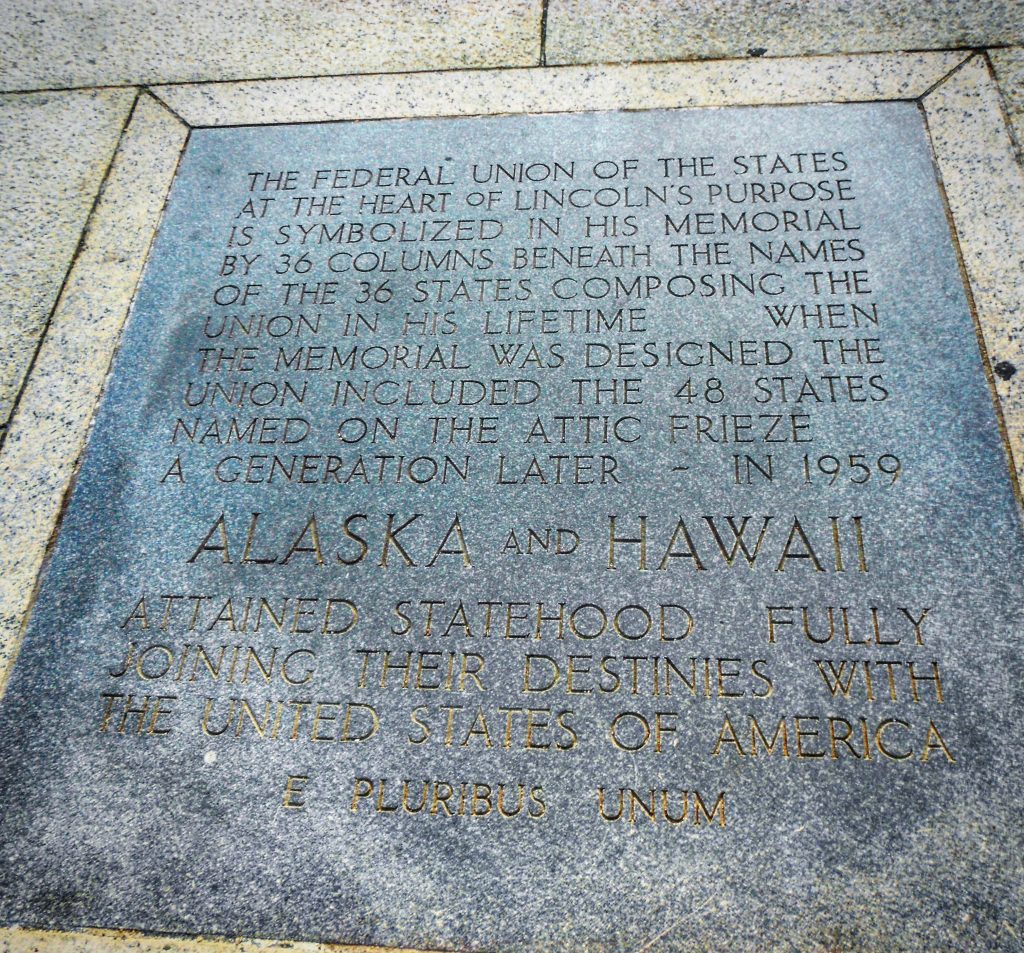 THE FEDERAL UNION OF THE STATES
AT THE HEART OF LINCOLN'S PURPOSE
IS SYMBOLIZED IN HIS MEMORIAL
BY 36 COLUMNS BENEATH THE NAMES
OF THE 36 STATES COMPOSING THE
UNION IN HIS LIFETIME WHEN
THE MEMORIAL WAS DESIGNED THE
UNION INCLUDED THE 48 STATES
NAMED ON THE ATTIC FRIEZE
A GENERATION LATER - IN 1959
ALASKA AND HAWAII
ATTAINED STATEHOOD FULLY
JOINING THEIR DESTINIES WITH
THE UNITED STATES OF AMERICA
E PLURIBUS UNUM